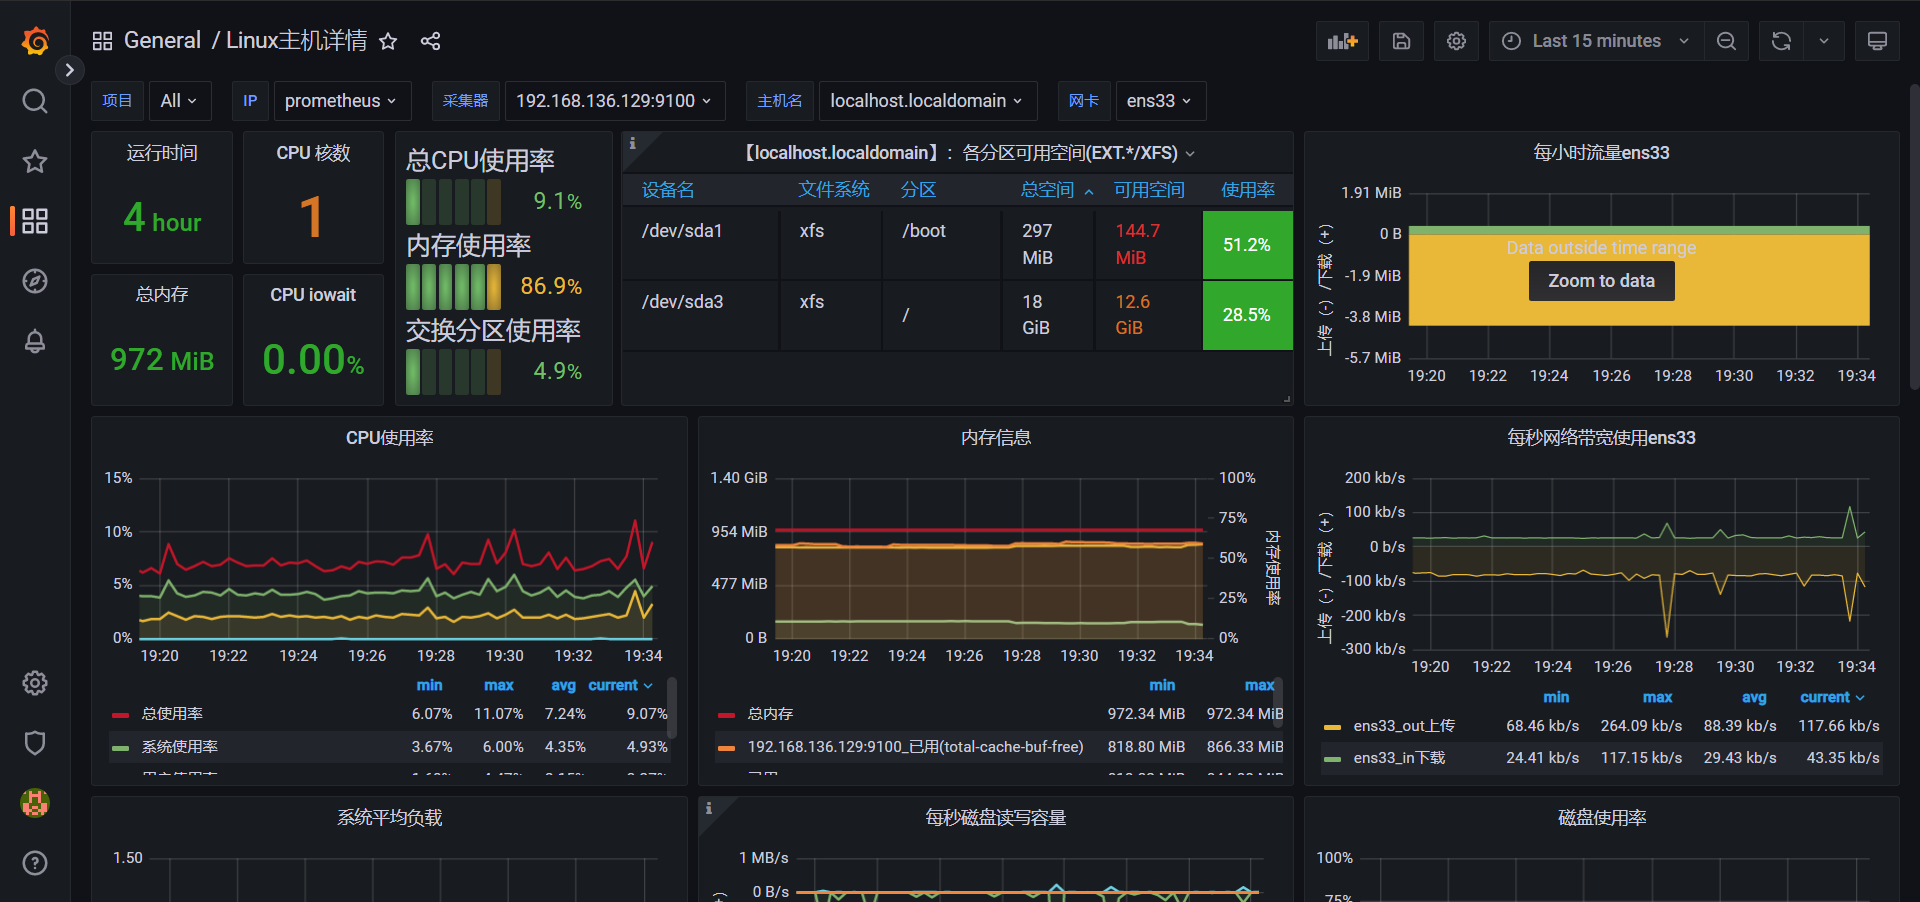 General / Linux主机详情
Last 15 minutes
项目 All IP prometheus 采集器 192.168.136.129:9100 主机名 localhost.localdomain 网卡 ens33
运行时间
4 hour
CPU 核数
1
总内存
972 MiB
CPU iowait
0.00%
总CPU使用率
9.1%
内存使用率
86.9%
交换分区使用率
4.9%
【localhost.localdomain】：各分区可用空间(EXT.*/XFS)
设备名 文件系统 分区 总空间 可用空间 使用率
/dev/sda1 xfs /boot 297 MiB 144.7 MiB 51.2%
/dev/sda3 xfs / 18 GiB 12.6 GiB 28.5%
每小时流量ens33
上传（-）/下载（+）
1.91 MiB
0 B
-1.9 MiB
-3.8 MiB
-5.7 MiB
Data outside time range
Zoom to data
19:20 19:22 19:24 19:26 19:28 19:30 19:32 19:34
CPU使用率
15%
10%
5%
0%
19:20 19:22 19:24 19:26 19:28 19:30 19:32 19:34
min max avg current
总使用率 6.07% 11.07% 7.24% 9.07%
系统使用率 3.67% 6.00% 4.35% 4.93%
内存信息
1.40 GiB
954 MiB
477 MiB
0 B
100%
75%
50%
25%
0%
内存使用率
19:20 19:22 19:24 19:26 19:28 19:30 19:32 19:34
min max
总内存 972.34 MiB 972.34 MiB
192.168.136.129:9100_已用(total-cache-buf-free) 818.80 MiB 866.33 MiB
每秒网络带宽使用ens33
上传（-）/下载（+）
200 kb/s
100 kb/s
0 b/s
-100 kb/s
-200 kb/s
-300 kb/s
19:20 19:22 19:24 19:26 19:28 19:30 19:32 19:34
min max avg current
ens33_out上传 68.46 kb/s 264.09 kb/s 88.39 kb/s 117.66 kb/s
ens33_in下载 24.41 kb/s 117.15 kb/s 29.43 kb/s 43.35 kb/s
系统平均负载
1.50
每秒磁盘读写容量
1 MB/s
0 B/s
磁盘使用率
100%
75%